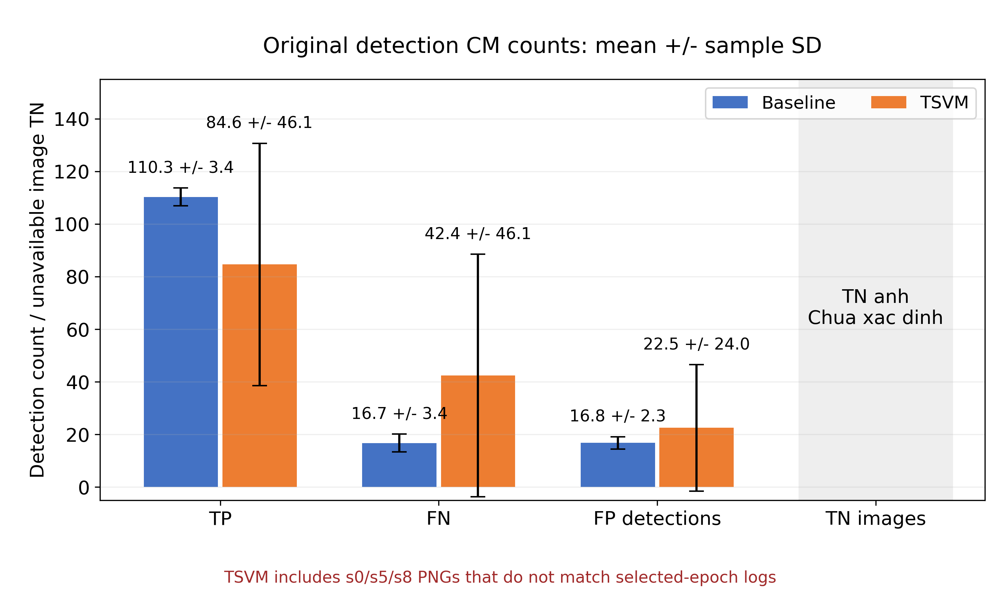 Original detection CM counts: mean +/- sample SD
Baseline
TSVM
Detection count / unavailable image TN
140
120
100
80
60
40
20
0
84.6 +/- 46.1
110.3 +/- 3.4
42.4 +/- 46.1
16.7 +/- 3.4
22.5 +/- 24.0
16.8 +/- 2.3
TN anh
Chua xac dinh
TP
FN
FP detections
TN images
TSVM includes s0/s5/s8 PNGs that do not match selected-epoch logs